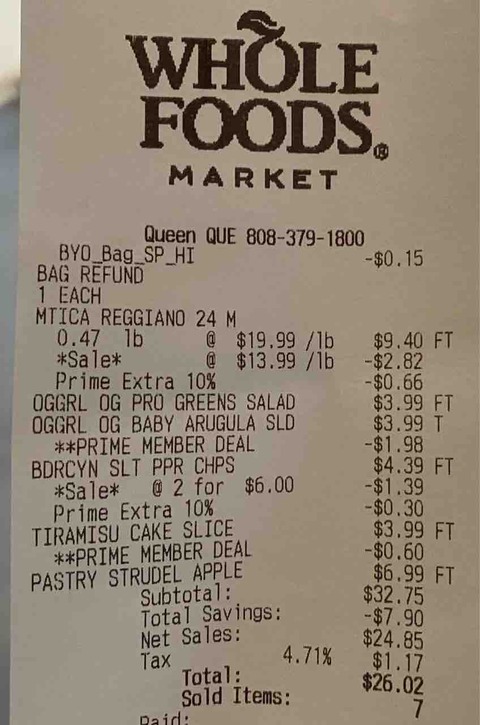 WHOLE
FOODS®
MARKET
Queen QUE 808-379-1800
BYO_Bag_SP_HI -$0.15
BAG REFUND
1 EACH
MTICA REGGIANO 24 M
0.47 lb @ $19.99 /lb $9.40 FT
*Sale* @ $13.99 /lb -$2.82
Prime Extra 10% -$0.66
OGGRL OG PRO GREENS SALAD $3.99 FT
OGGRL OG BABY ARUGULA SLD $3.99 T
**PRIME MEMBER DEAL -$1.98
BDRCYN SLT PPR CHPS $4.39 FT
*Sale* @ 2 for $6.00 -$1.39
Prime Extra 10% -$0.30
TIRAMISU CAKE SLICE $3.99 FT
**PRIME MEMBER DEAL -$0.60
PASTRY STRUDEL APPLE $6.99 FT
Subtotal: $32.75
Total Savings: -$7.90
Net Sales: $24.85
Tax 4.71% $1.17
Total: $26.02
Sold Items: 7
Paid: